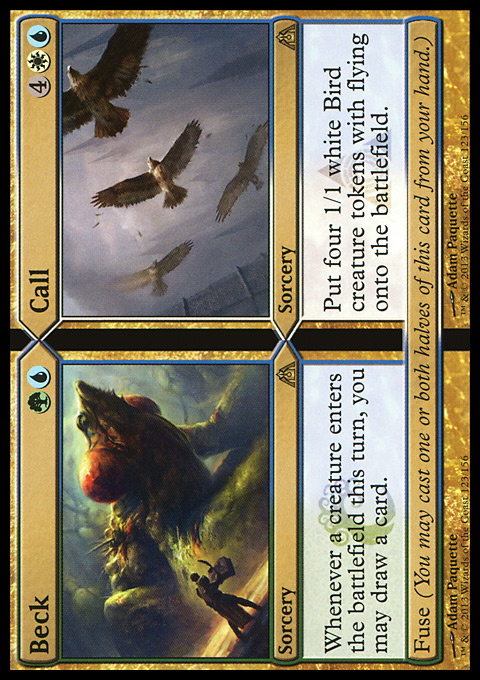 Beck
Sorcery
Whenever a creature enters
the battlefield this turn, you
may draw a card.
Call
4
Sorcery
Put four 1/1 white Bird
creature tokens with flying
onto the battlefield.
Fuse (You may cast one or both halves of this card from your hand.)
Adam Paquette
™ & © 2013 Wizards of the Coast 123/156
Adam Paquette
™ & © 2013 Wizards of the Coast 123/156